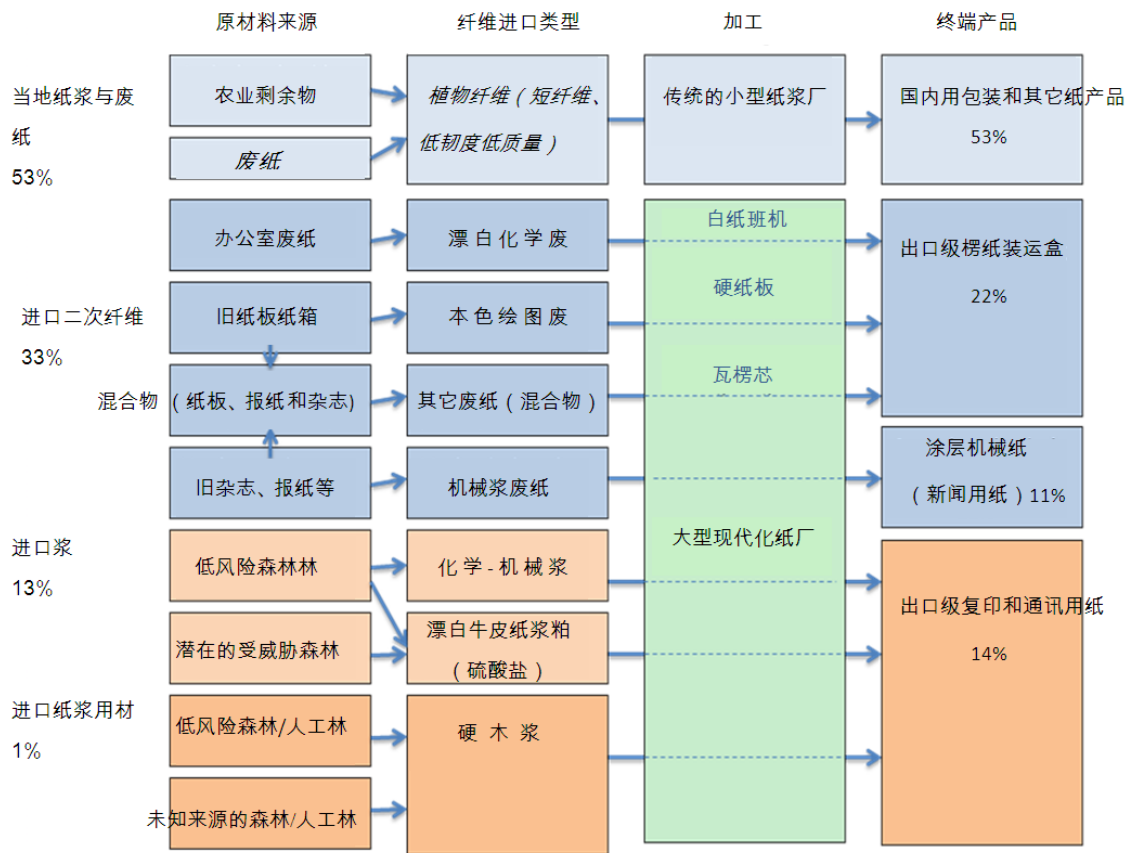 原材料来源
纤维进口类型
加工
终端产品
当地纸浆与废
纸
53%
农业剩余物
废纸
植物纤维（短纤维、
低韧度低质量）
传统的小型纸浆厂
国内用包装和其它纸产品
53%
办公室废纸
漂白化学废
白纸班机
出口级楞纸装运盒
22%
进口二次纤维
33%
旧纸板纸箱
本色绘图废
硬纸板
混合物
（纸板、报纸和杂志)
其它废纸（混合物）
瓦楞芯
旧杂志、报纸等
机械浆废纸
涂层机械纸
（新闻用纸）11%
进口浆
13%
低风险森林林
化学-机械浆
大型现代化纸厂
出口级复印和通讯用纸
14%
潜在的受威胁森林
漂白牛皮纸浆粕
（硫酸盐）
进口纸浆用材
1%
低风险森林/人工林
硬木浆
未知来源的森林/人工林